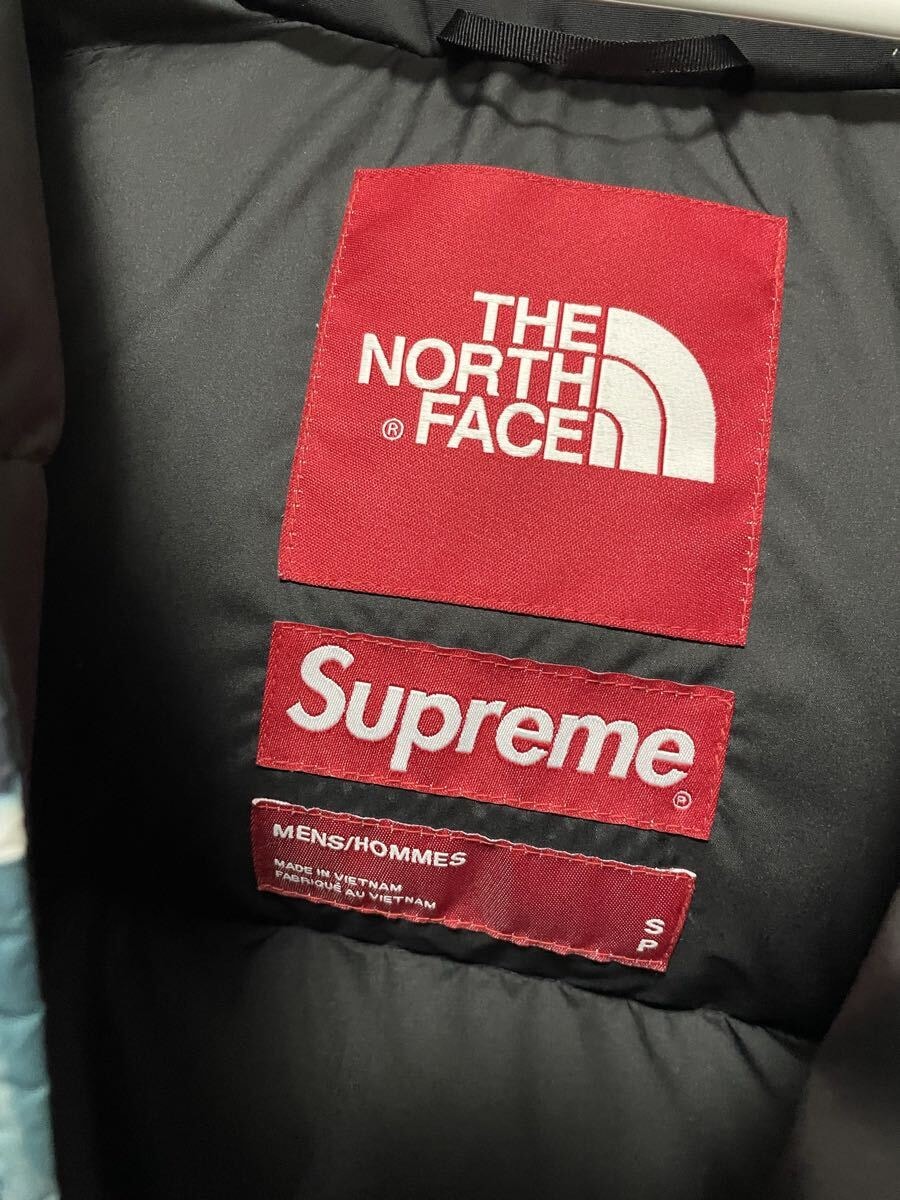 THE
NORTH
® FACE
Supreme
®
MENS/HOMMES
MADE IN VIETNAM
FABRIQUÉ AU VIETNAM
S
P